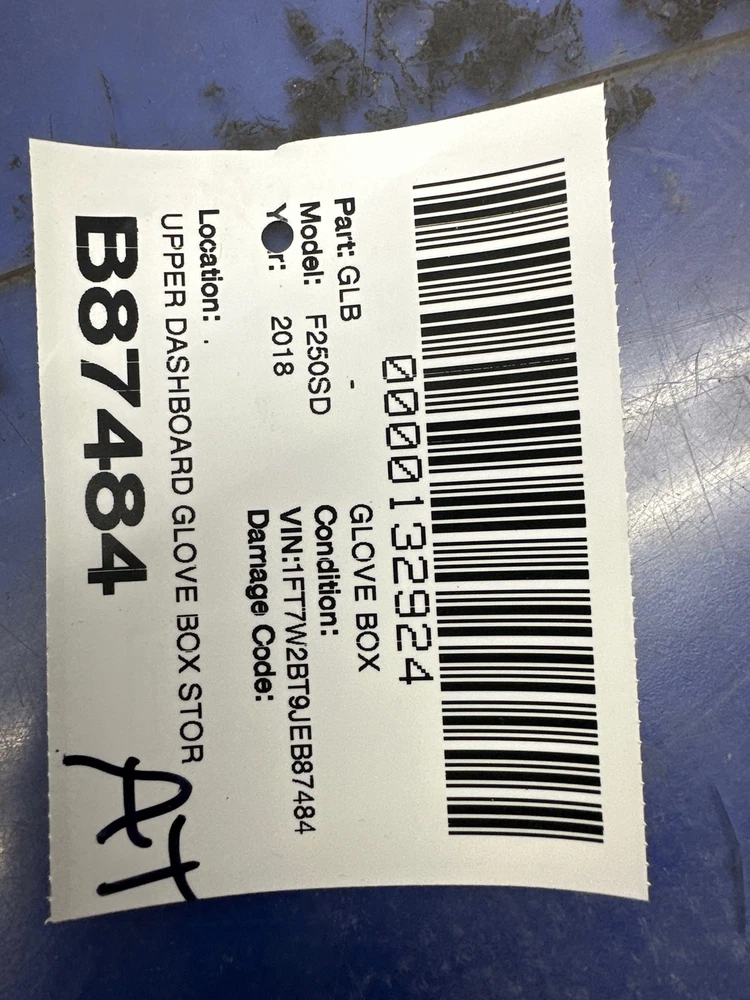 0000132924
Part: GLB - GLOVE BOX
Model: F250SD Condition:
Year: 2018 VIN:1FT7W2BT9JEB87484
Damage Code:
Location: .
UPPER DASHBOARD GLOVE BOX STOR
B87484
AT